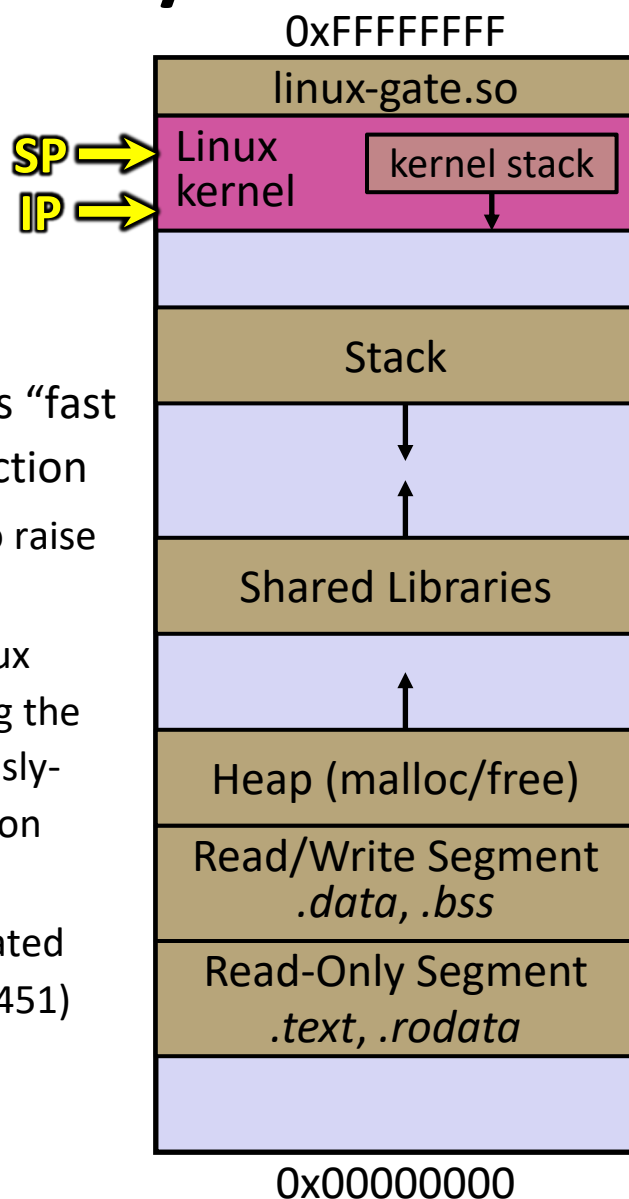 0xFFFFFFFF
linux-gate.so
SP
Linux
kernel
kernel stack
IP
Stack
s “fast
ction
raise
Shared Libraries
ux
g the
sly-
on
Heap (malloc/free)
Read/Write Segment
.data, .bss
ated
451)
Read-Only Segment
.text, .rodata
0x00000000